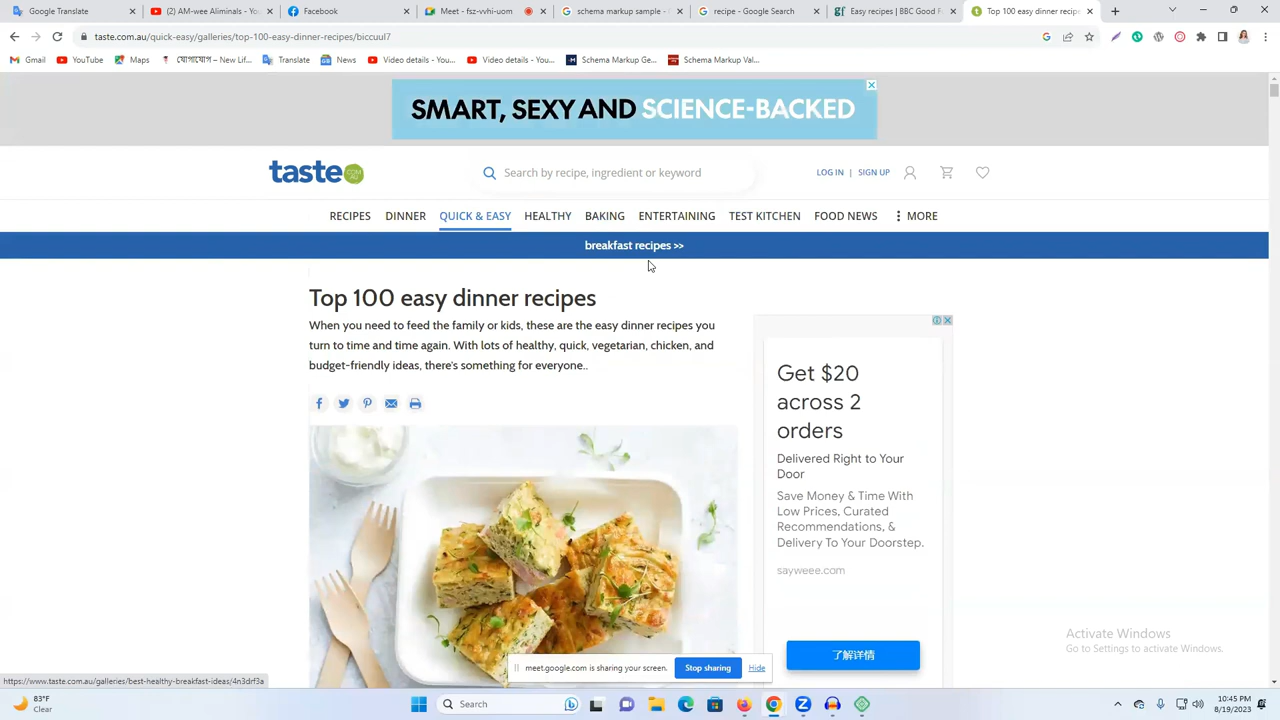 Google Translate
(2) AM-wee Aliminals - You
Facebook
Meet - fsz-vvhi-uom
schema markup sample - S
recipe - Google Search
Easy recipes | BBC Good F
Top 100 easy dinner recipe
taste.com.au/quick-easy/galleries/top-100-easy-dinner-recipes/biccuul7
Gmail
YouTube
Maps
যোগাযোগ – New Lif...
Translate
News
Video details - You...
Video details - You...
Schema Markup Ge...
Schema Markup Val...
SMART, SEXY AND SCIENCE-BACKED
taste.COM.AU
Search by recipe, ingredient or keyword
LOG IN | SIGN UP
RECIPES DINNER QUICK & EASY HEALTHY BAKING ENTERTAINING TEST KITCHEN FOOD NEWS MORE
breakfast recipes >>
Top 100 easy dinner recipes
When you need to feed the family or kids, these are the easy dinner recipes you
turn to time and time again. With lots of healthy, quick, vegetarian, chicken, and
budget-friendly ideas, there's something for everyone..
Get $20
across 2
orders
Delivered Right to Your
Door
Save Money & Time With
Low Prices, Curated
Recommendations, &
Delivery To Your Doorstep.
sayweee.com
了解详情
Activate Windows
Go to Settings to activate Windows.
meet.google.com is sharing your screen.
Stop sharing
Hide
https://www.taste.com.au/galleries/best-healthy-breakfast-ideas/4n3drf3a
83°F
Clear
Search
10:45 PM
8/19/2023